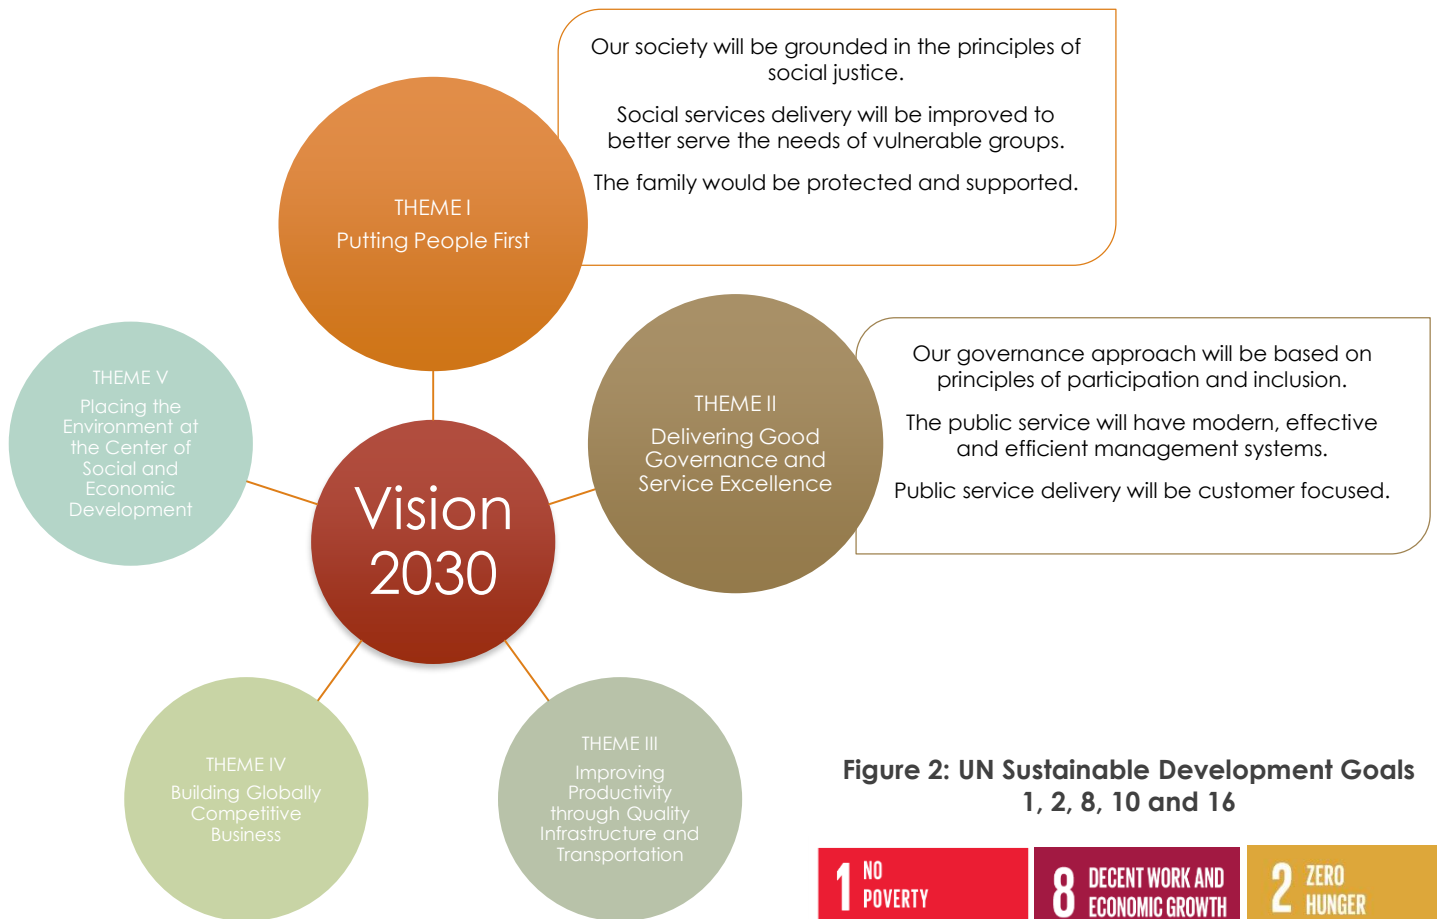 Our society will be grounded in the principles of
social justice.
Social services delivery will be improved to
better serve the needs of vulnerable groups.
The family would be protected and supported.
THEME I
Putting People First
THEME II
Delivering Good
Governance and
Service Excellence
Our governance approach will be based on
principles of participation and inclusion.
The public service will have modern, effective
and efficient management systems.
Public service delivery will be customer focused.
THEME V
Placing the
Environment at
the Center of
Social and
Economic
Development
Vision
2030
THEME IV
Building Globally
Competitive
Business
THEME III
Improving
Productivity
through Quality
Infrastructure and
Transportation
Figure 2: UN Sustainable Development Goals
1, 2, 8, 10 and 16
1 NO
POVERTY
8 DECENT WORK AND
ECONOMIC GROWTH
2 ZERO
HUNGER